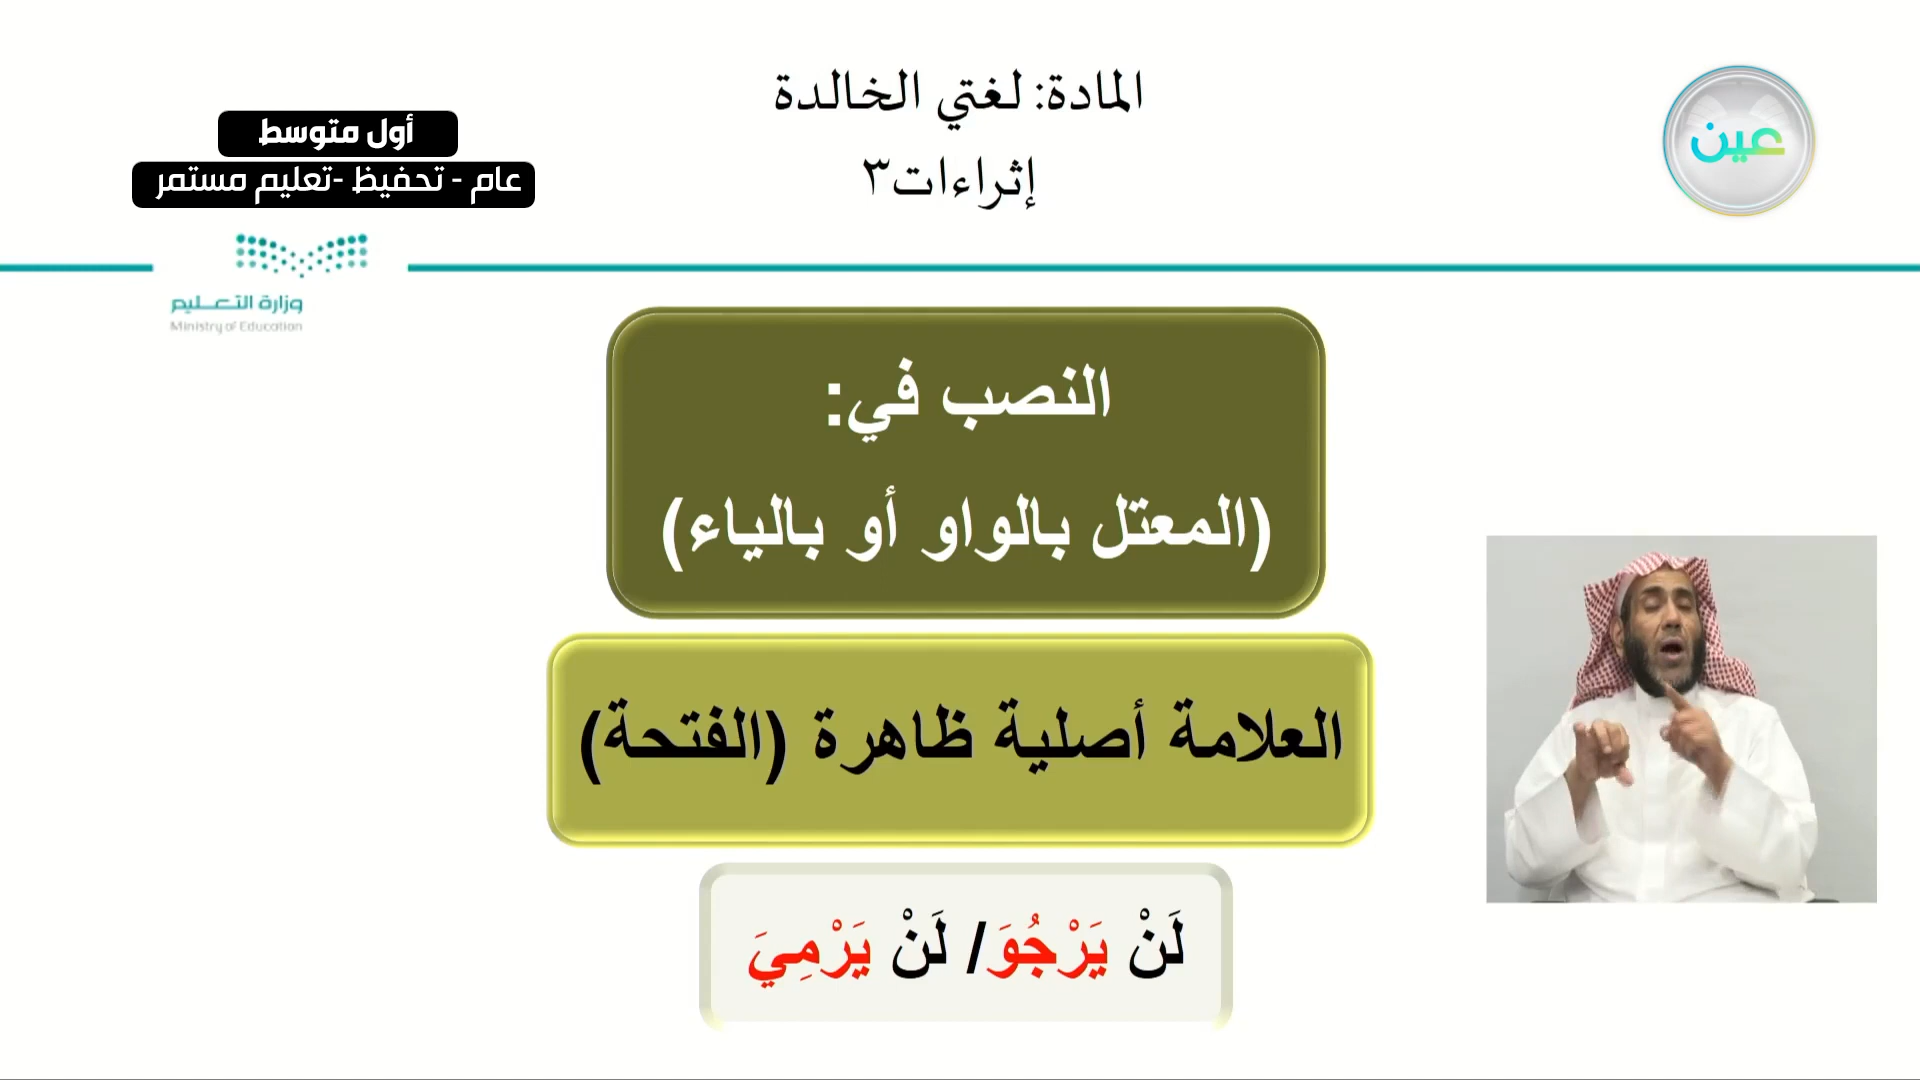 المادة: لغتي الخالدة
إثراءات٣
عين
أول متوسط
عام - تحفيظ -تعليم مستمر
وزارة التعليم
Ministry of Education
النصب في:
(المعتل بالواو أو بالياء)
العلامة أصلية ظاهرة (الفتحة)
لَنْ يَرْجُوَ/ لَنْ يَرْمِيَ